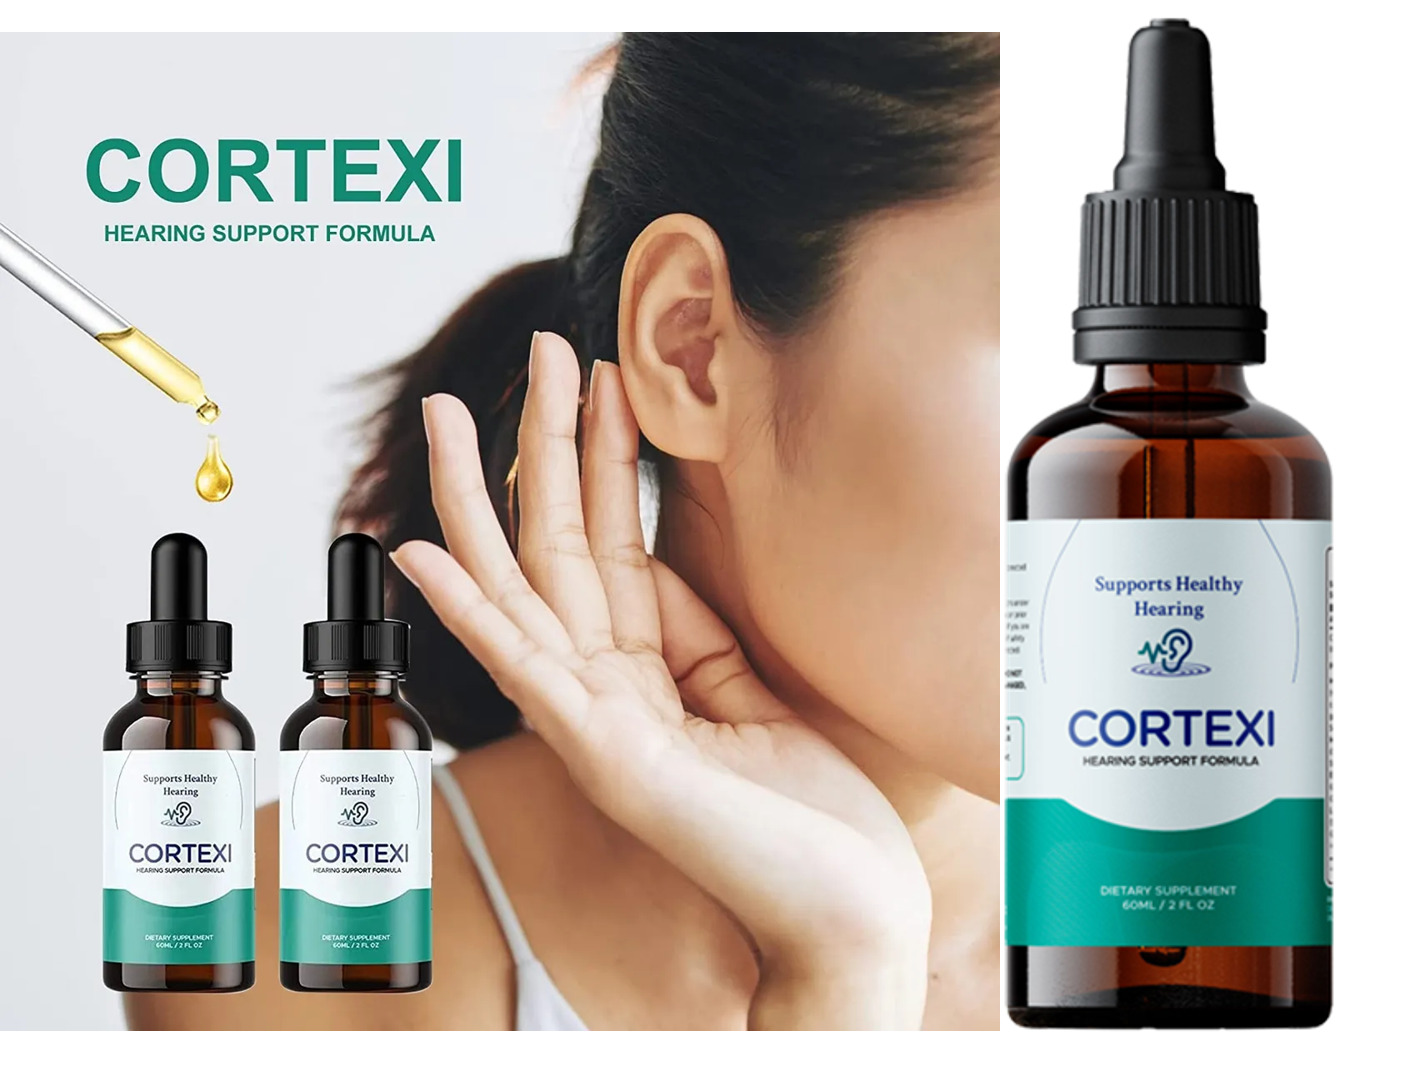 CORTEXI
HEARING SUPPORT FORMULA
Supports Healthy
Hearing
CORTEXI
HEARING SUPPORT FORMULA
DIETARY SUPPLEMENT
60ML / 2 FL OZ
Supports Healthy
Hearing
CORTEXI
HEARING SUPPORT FORMULA
DIETARY SUPPLEMENT
60ML / 2 FL OZ
Supports Healthy
Hearing
CORTEXI
HEARING SUPPORT FORMULA
DIETARY SUPPLEMENT
60ML / 2 FL OZ